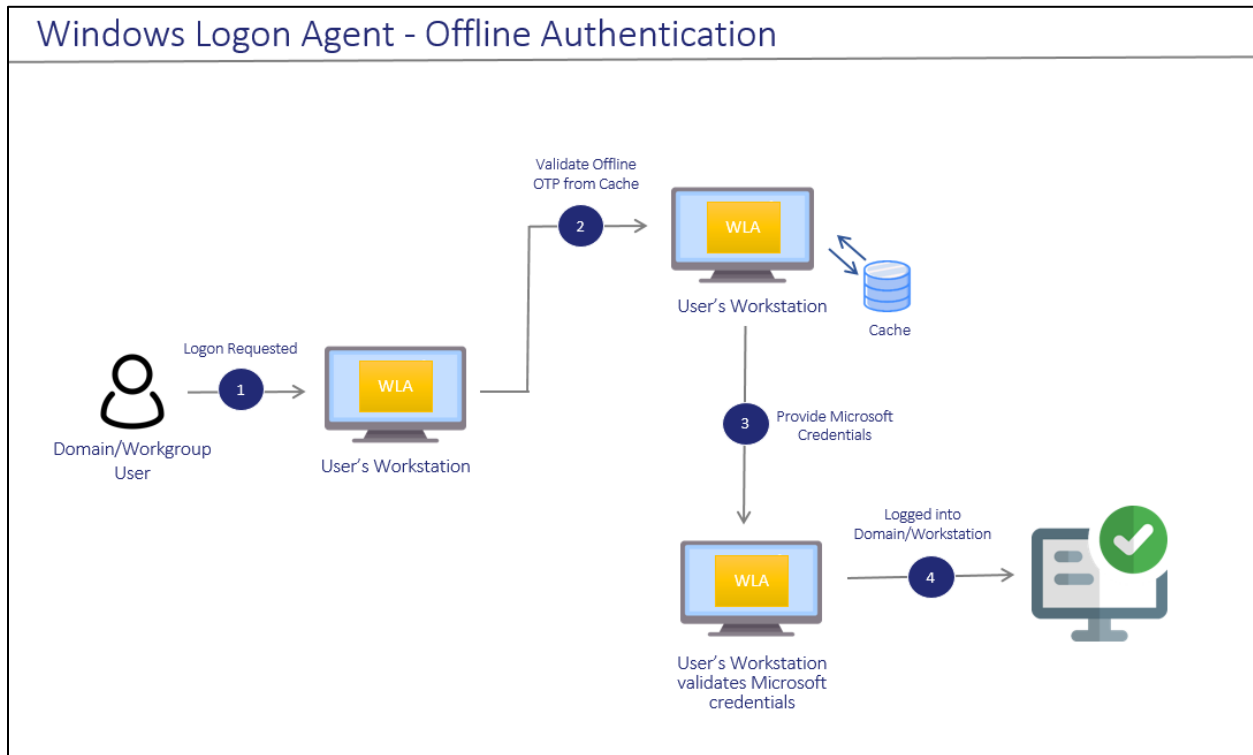 Windows Logon Agent - Offline Authentication
Validate Offline
OTP from Cache
2
WLA
User’s Workstation
Cache
Logon Requested
1
WLA
Domain/Workgroup
User
User’s Workstation
3
Provide Microsoft
Credentials
WLA
User’s Workstation
validates Microsoft
credentials
Logged into
Domain/Workstation
4